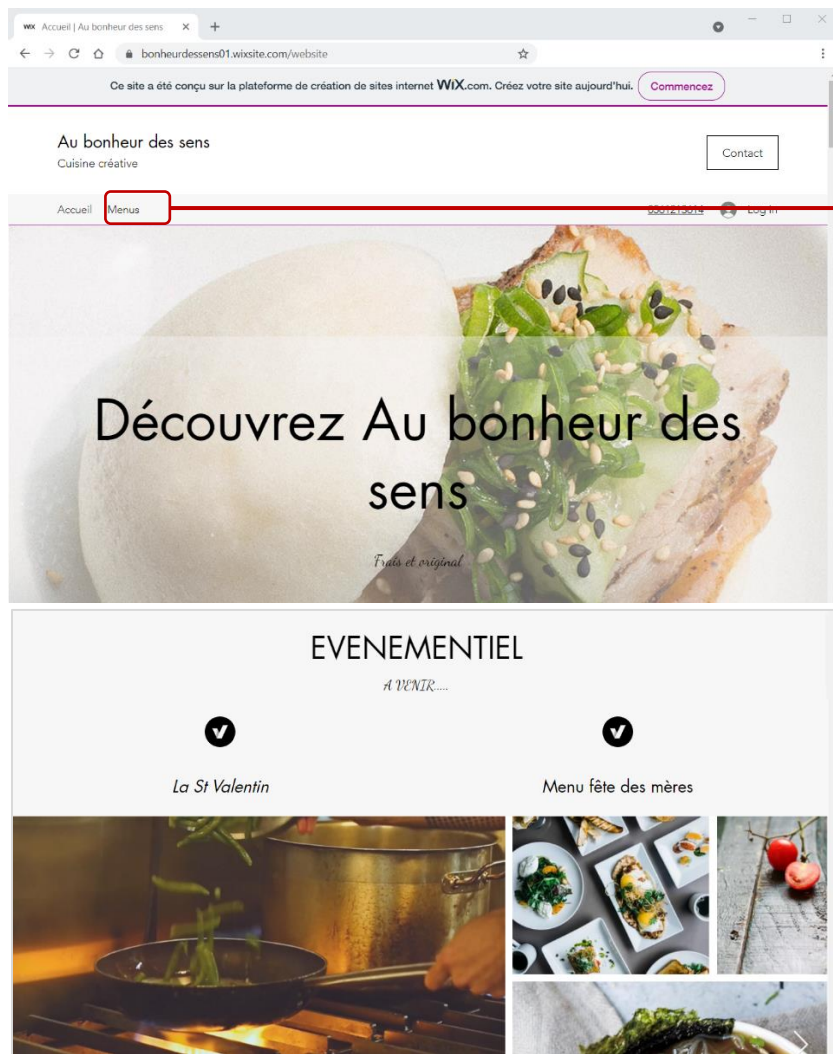 WiX Accueil | Au bonheur des sens
bonheurdessens01.wixsite.com/website
Ce site a été conçu sur la plateforme de création de sites internet WiX.com. Créez votre site aujourd'hui. Commencez
Au bonheur des sens
Cuisine créative
Contact
Accueil Menus Log In
Découvrez Au bonheur des
sens
Frais et original
EVENEMENTIEL
A VENIR.....
La St Valentin Menu fête des mères